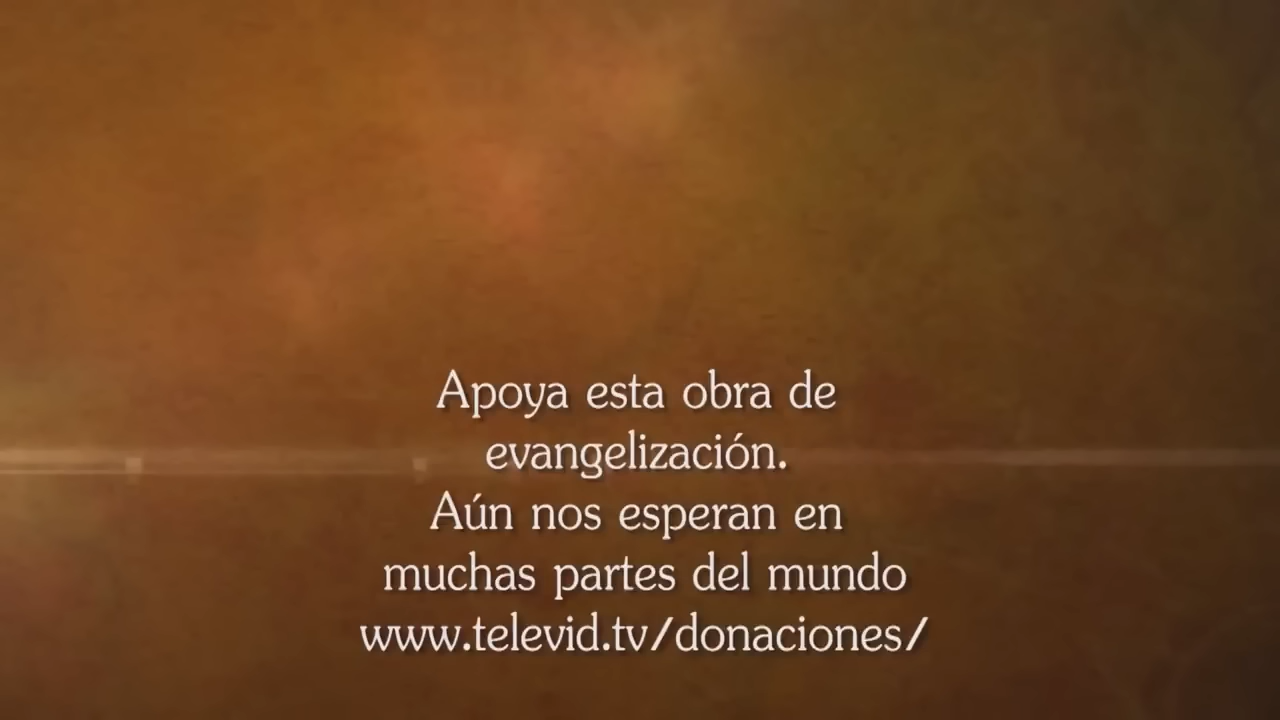 Apoya esta obra de
evangelización.
Aún nos esperan en
muchas partes del mundo
www.televid.tv/donaciones/